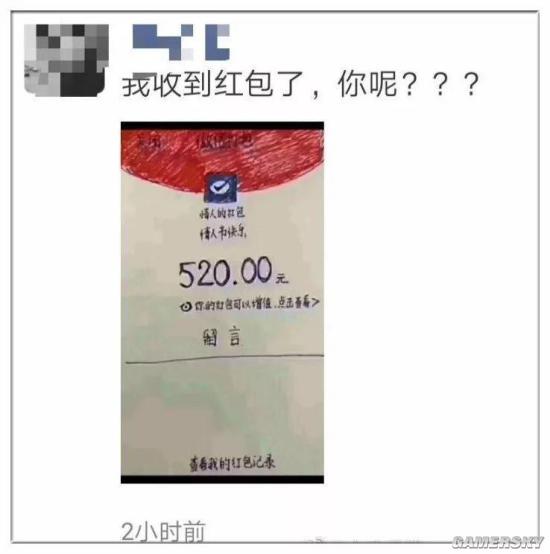 我收到红包了，你呢？？？
情人的红包
情人节快乐
520.00元
你的红包可以增值，点击查看>
留言
查看我的红包记录
2小时前
GAMERSKY